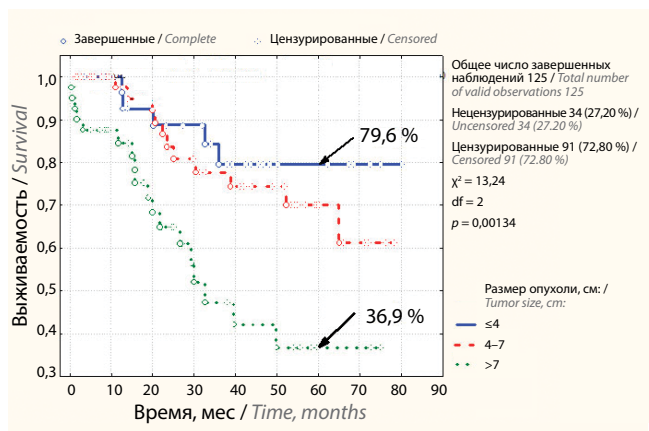 Завершенные / Complete
Цензурированные / Censored
Общее число завершенных
наблюдений 125 / Total number
of valid observations 125
Нецензурированные 34 (27,20 %) /
Uncensored 34 (27.20 %)
Цензурированные 91 (72,80 %) /
Censored 91 (72.80 %)
χ² = 13,24
df = 2
p = 0,00134
Размер опухоли, см: /
Tumor size, cm:
≤4
4–7
>7
79,6 %
36,9 %
Выживаемость / Survival
1,0
0,9
0,8
0,7
0,6
0,5
0,4
0,3
0 10 20 30 40 50 60 70 80 90
Время, мес / Time, months